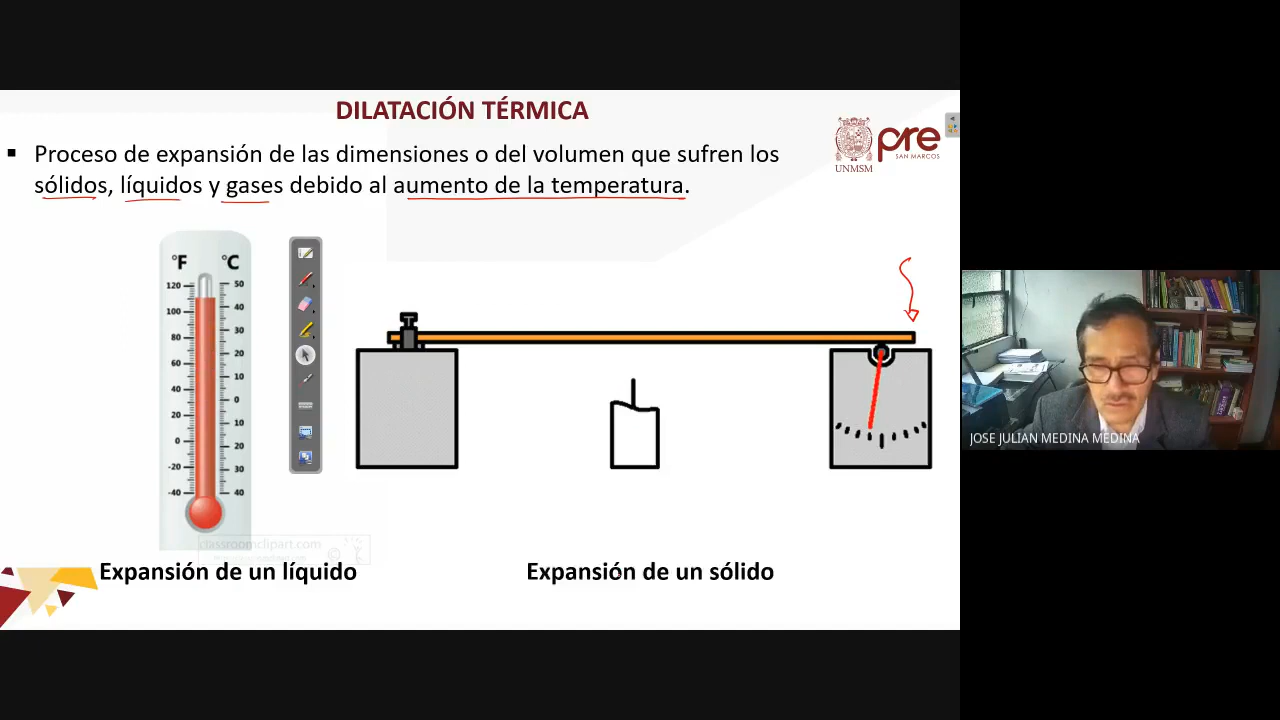 DILATACIÓN TÉRMICA
▪ Proceso de expansión de las dimensiones o del volumen que sufren los
sólidos, líquidos y gases debido al aumento de la temperatura.
UNMSM
pre
SAN MARCOS
°F °C
120 50
100 40
80 30
60 20
40 10
20 0
0 10
-20 20
-40 30
40
classroomclipart.com
Expansión de un líquido
Expansión de un sólido
JOSE JULIAN MEDINA MEDINA